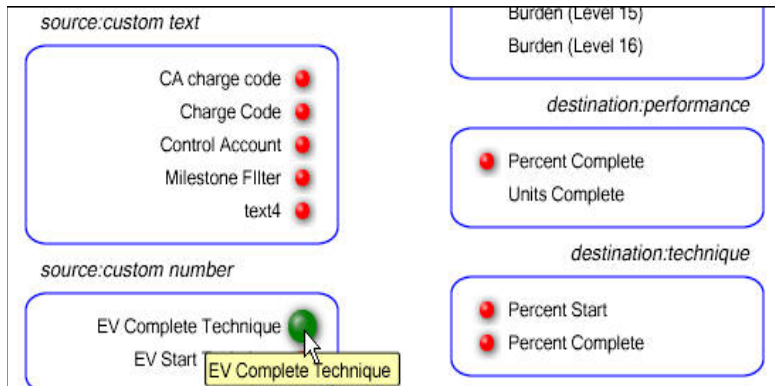 source:custom text
CA charge code
Charge Code
Control Account
Milestone FIlter
text4
source:custom number
EV Complete Technique
EV Start
EV Complete Technique
Burden (Level 15)
Burden (Level 16)
destination:performance
Percent Complete
Units Complete
destination:technique
Percent Start
Percent Complete